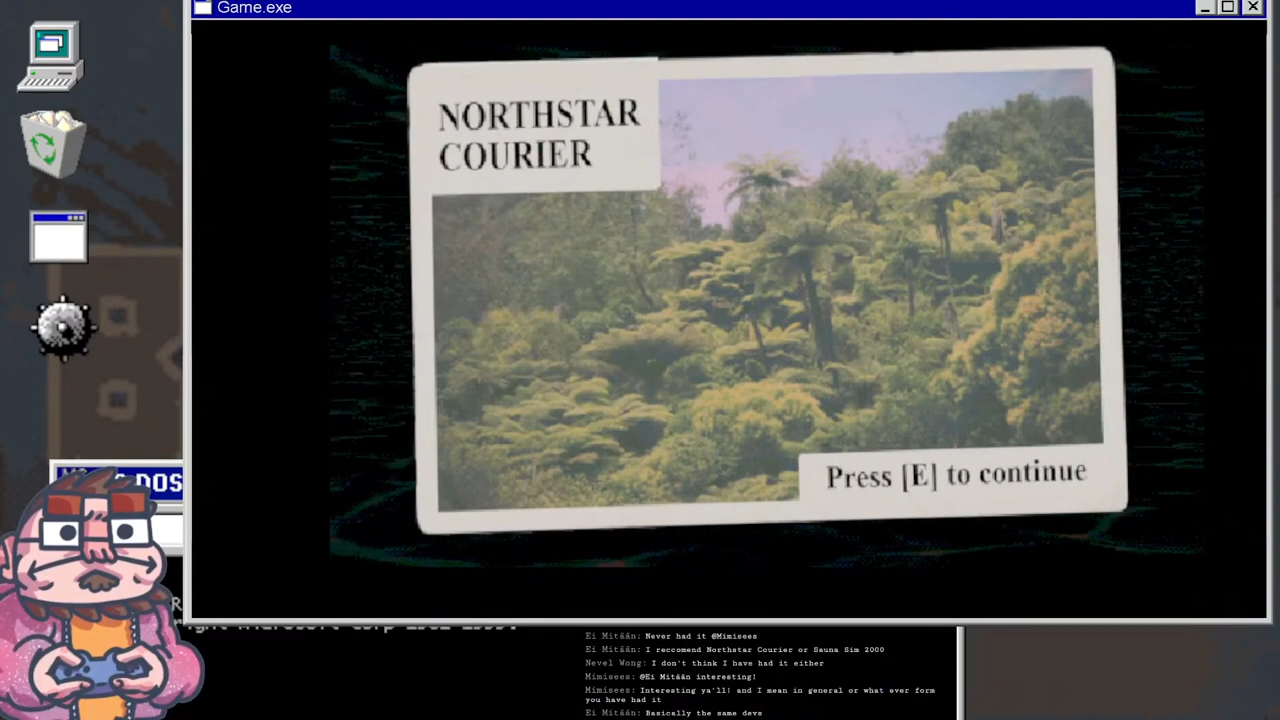 Game.exe
NORTHSTAR
COURIER
Press [E] to continue
DOS
Ei Mitään: Never had it @Mimisees
Ei Mitään: I reccomend Northstar Courier or Sauna Sim 2000
Nevel Wong: I don't think I have had it either
Mimisees: @Ei Mitään interesting!
Mimisees: Interesting ya'll! and I mean in general or what ever form
you have had it
Ei Mitään: Basically the same devs